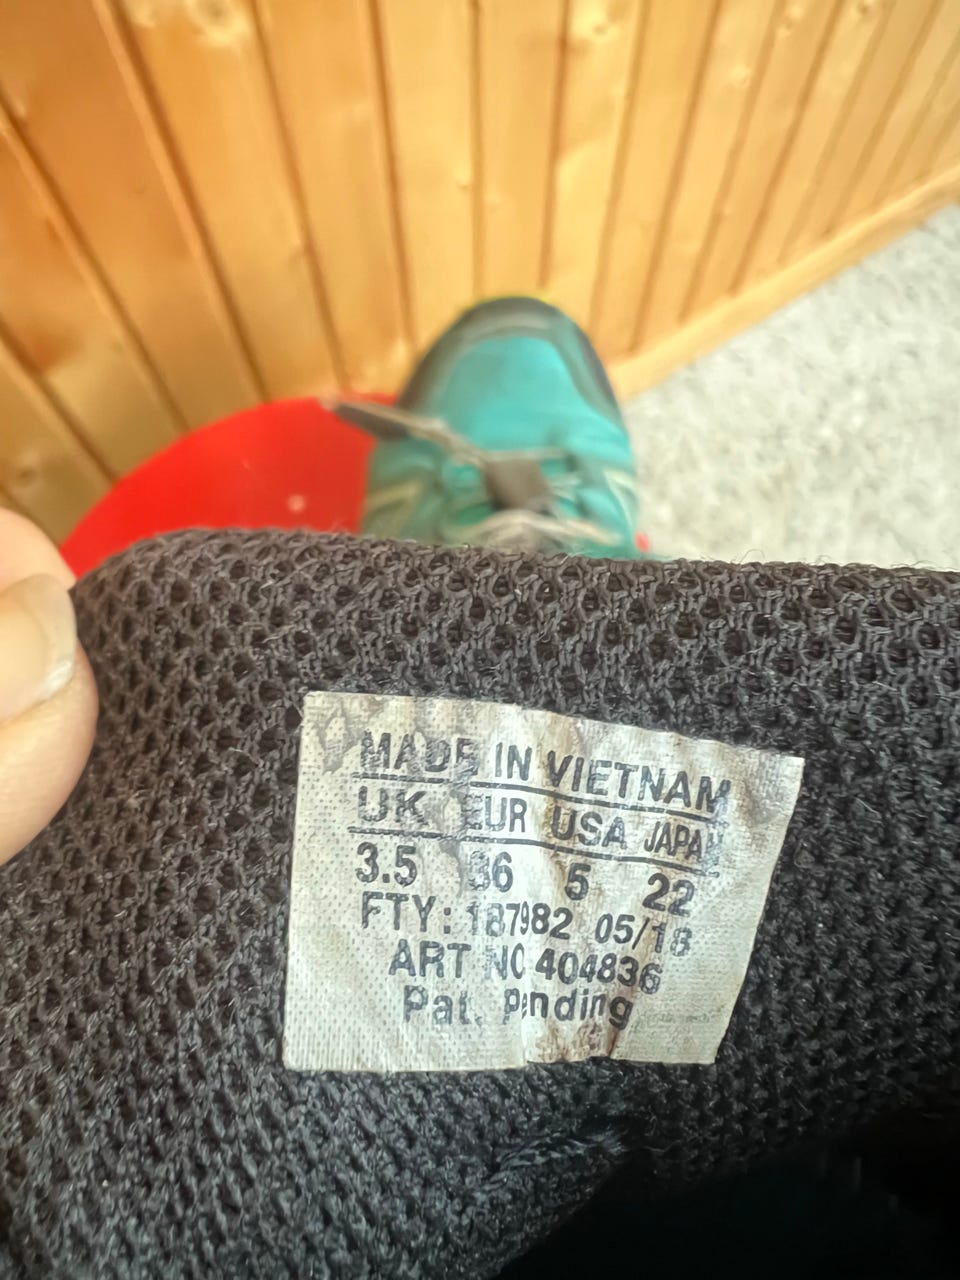 MADE IN VIETNAM
UK EUR USA JAPAN
3.5 36 5 22
FTY: 187982 05/18
ART NO 404836
Pat. Pending